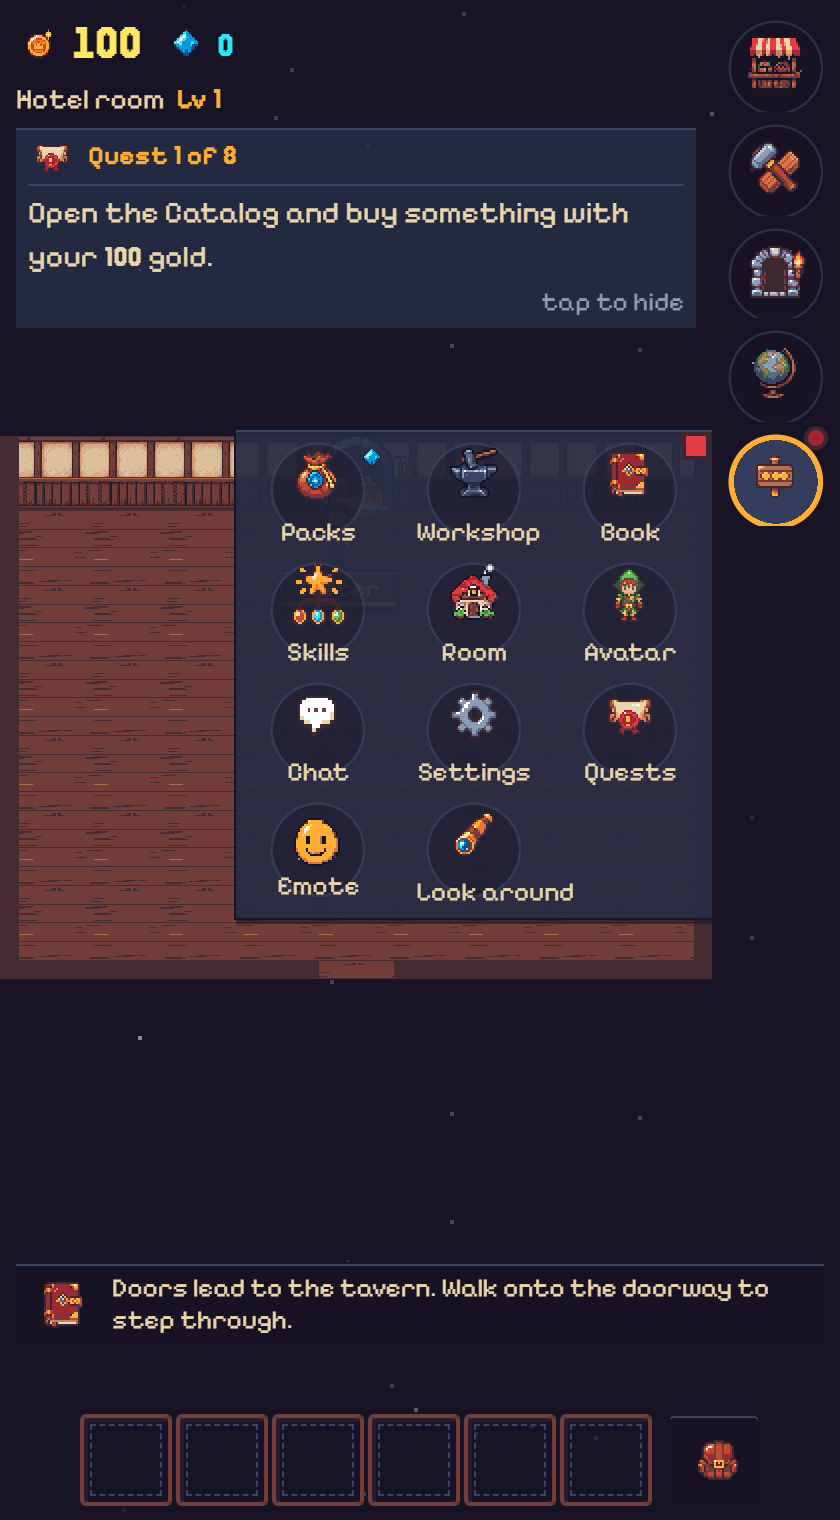 100 0
Hotel room Lv 1
Quest 1 of 8
Open the Catalog and buy something with
your 100 gold.
tap to hide
Packs Workshop Book
Skills Room Avatar
Chat Settings Quests
Emote Look around
Doors lead to the tavern. Walk onto the doorway to
step through.